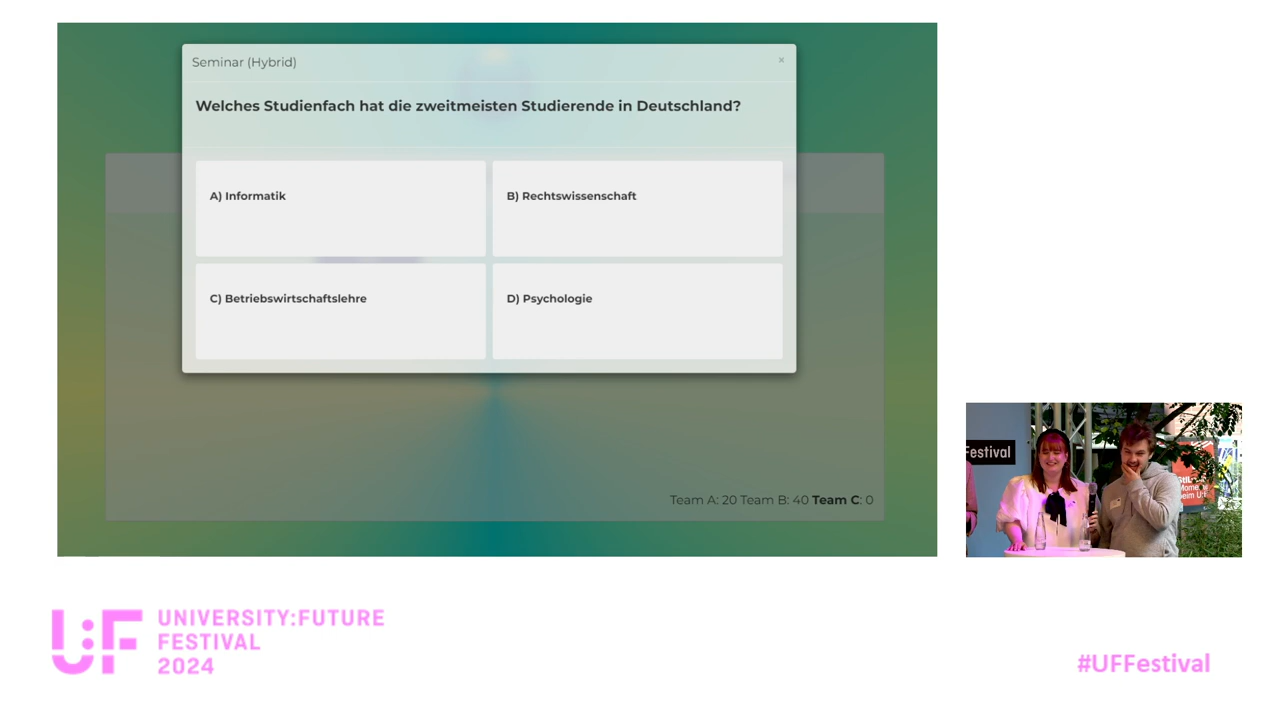 Seminar (Hybrid)
×
Welches Studienfach hat die zweitmeisten Studierende in Deutschland?
A) Informatik
B) Rechtswissenschaft
C) Betriebswirtschaftslehre
D) Psychologie
Team A: 20 Team B: 40 Team C: 0
Festival
UNIVERSITY:FUTURE
U:F
FESTIVAL
2024
#UFFestival